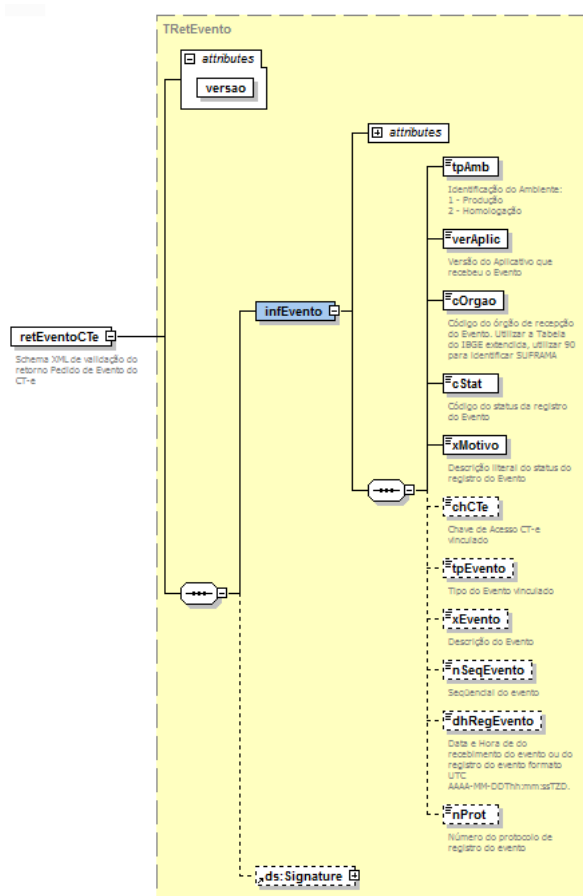 TRetEvento
attributes
versao
attributes
tpAmb
Identificação do Ambiente:
1 - Produção
2 - Homologação
verAplic
Versão do Aplicativo que
recebeu o Evento
infEvento
cOrgao
Código do órgão de recepção
do Evento. Utilizar a Tabela
do IBGE extendida, utilizar 90
para identificar SUFRAMA
retEventoCTe
Schema XML de validação do
retorno Pedido de Evento do
CT-e
cStat
Código do status da registro
do Evento
xMotivo
Descrição literal do status do
registro do Evento
chCTe
Chave de Acesso CT-e
vinculado
tpEvento
Tipo do Evento vinculado
xEvento
Descrição do Evento
nSeqEvento
Seqüencial do evento
dhRegEvento
Data e Hora de do
recebimento do evento ou do
registro do evento formato
UTC
AAAA-MM-DDThh:mm:ssTZD.
nProt
Número do protocolo de
registro do evento
ds:Signature